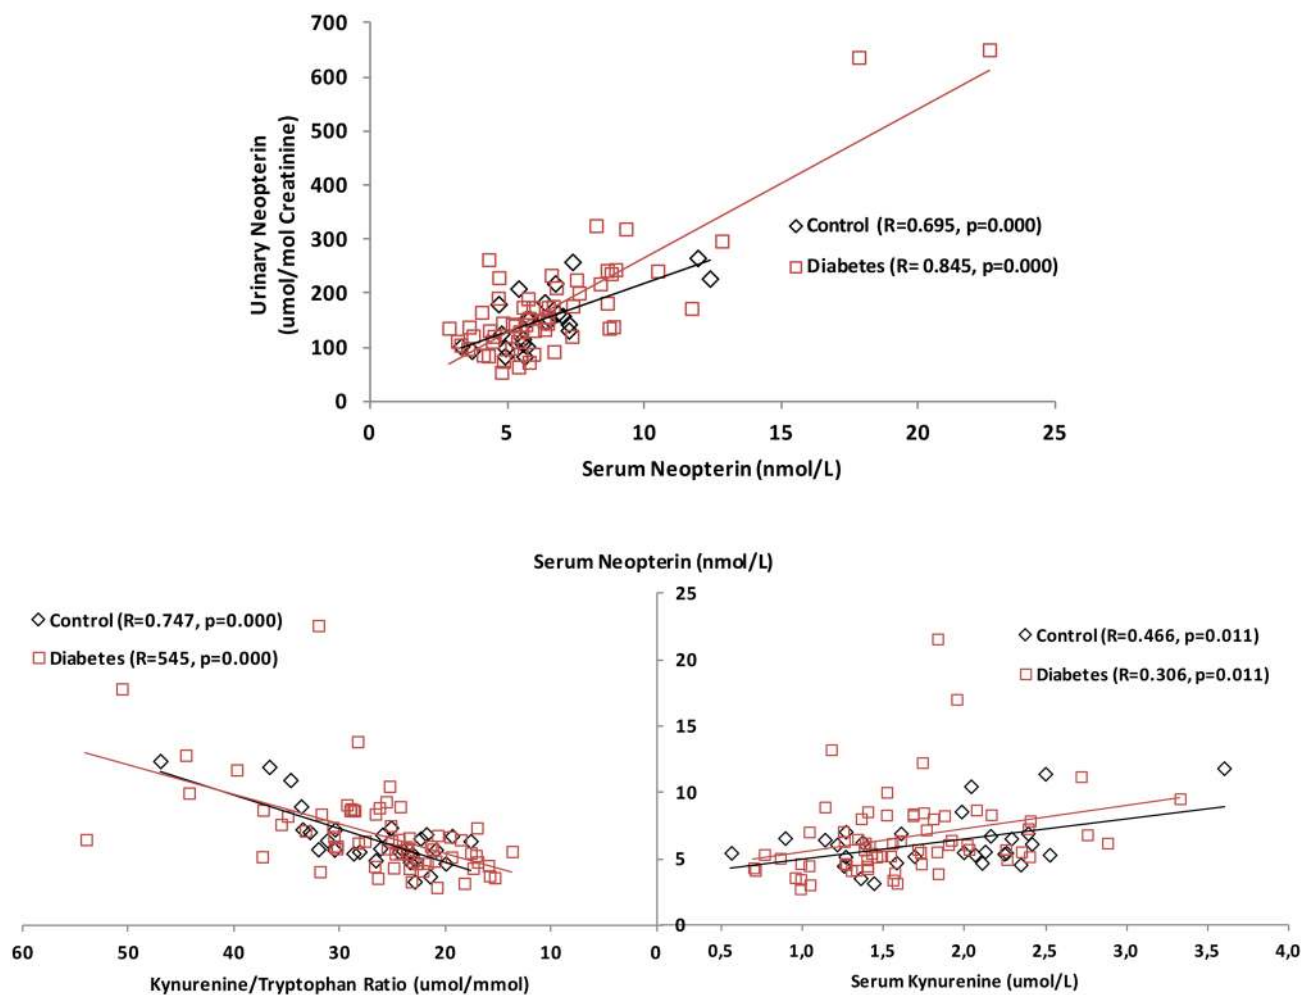 700
600
500
400
300
200
100
0
Urinary Neopterin
(umol/mol Creatinine)
Control (R=0.695, p=0.000)
Diabetes (R= 0.845, p=0.000)
0 5 10 15 20 25
Serum Neopterin (nmol/L)
Serum Neopterin (nmol/L)
Control (R=0.747, p=0.000)
Diabetes (R=545, p=0.000)
25
20
15
10
5
0
Control (R=0.466, p=0.011)
Diabetes (R=0.306, p=0.011)
60 50 40 30 20 10 0
0,5 1,0 1,5 2,0 2,5 3,0 3,5 4,0
Kynurenine/Tryptophan Ratio (umol/mmol)
Serum Kynurenine (umol/L)